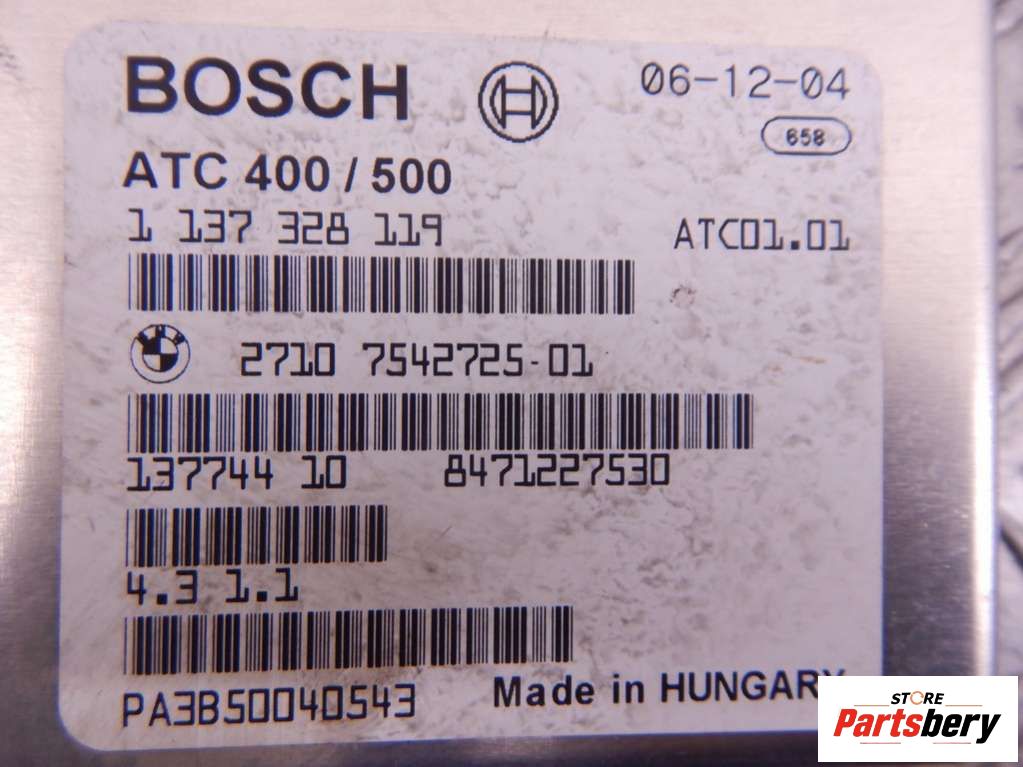 BOSCH
06-12-04
658
ATC 400 / 500
1 137 328 119
ATC01.01
2710 7542725-01
137744 10 8471227530
4.3 1.1
PA3B50040543
Made in HUNGARY
STORE
Partsbery